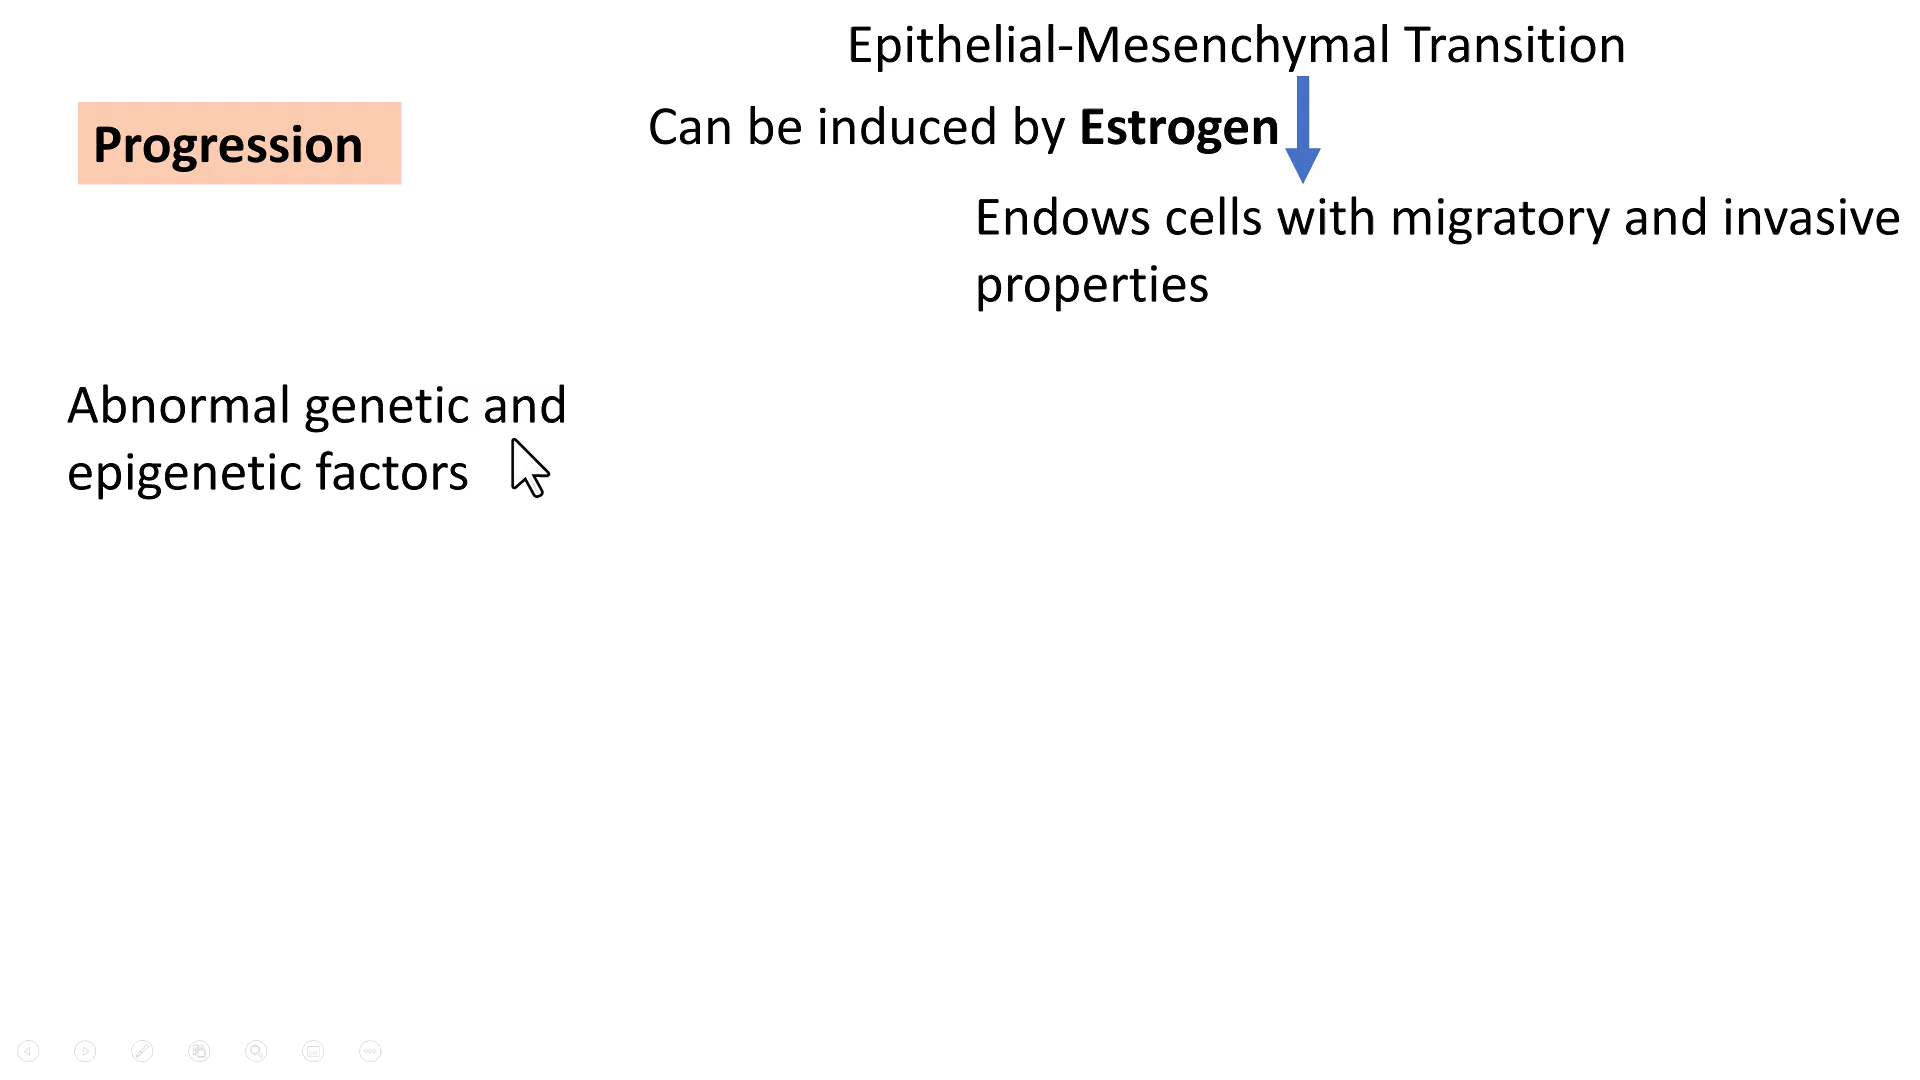 Epithelial-Mesenchymal Transition
Can be induced by Estrogen
Progression
Endows cells with migratory and invasive
properties
Abnormal genetic and
epigenetic factors